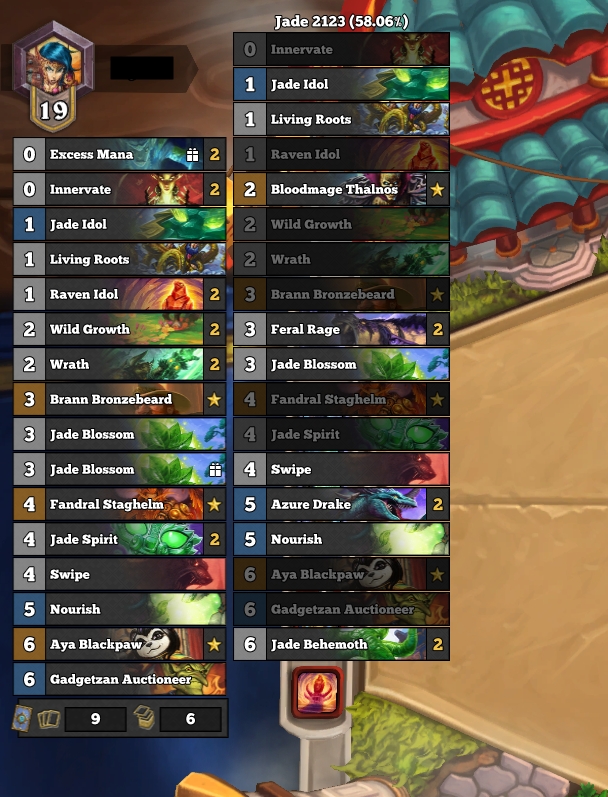 Jade 2123 (58.06%)
19
0 Excess Mana 2
0 Innervate 2
1 Jade Idol
1 Living Roots
1 Raven Idol 2
2 Wild Growth 2
2 Wrath 2
3 Brann Bronzebeard
3 Jade Blossom
3 Jade Blossom
4 Fandral Staghelm
4 Jade Spirit 2
4 Swipe
5 Nourish
6 Aya Blackpaw
6 Gadgetzan Auctioneer
9 6
0 Innervate
1 Jade Idol
1 Living Roots
1 Raven Idol
2 Bloodmage Thalnos
2 Wild Growth
2 Wrath
3 Brann Bronzebeard
3 Feral Rage 2
3 Jade Blossom
4 Fandral Staghelm
4 Jade Spirit
4 Swipe
5 Azure Drake 2
5 Nourish
6 Aya Blackpaw
6 Gadgetzan Auctioneer
6 Jade Behemoth 2